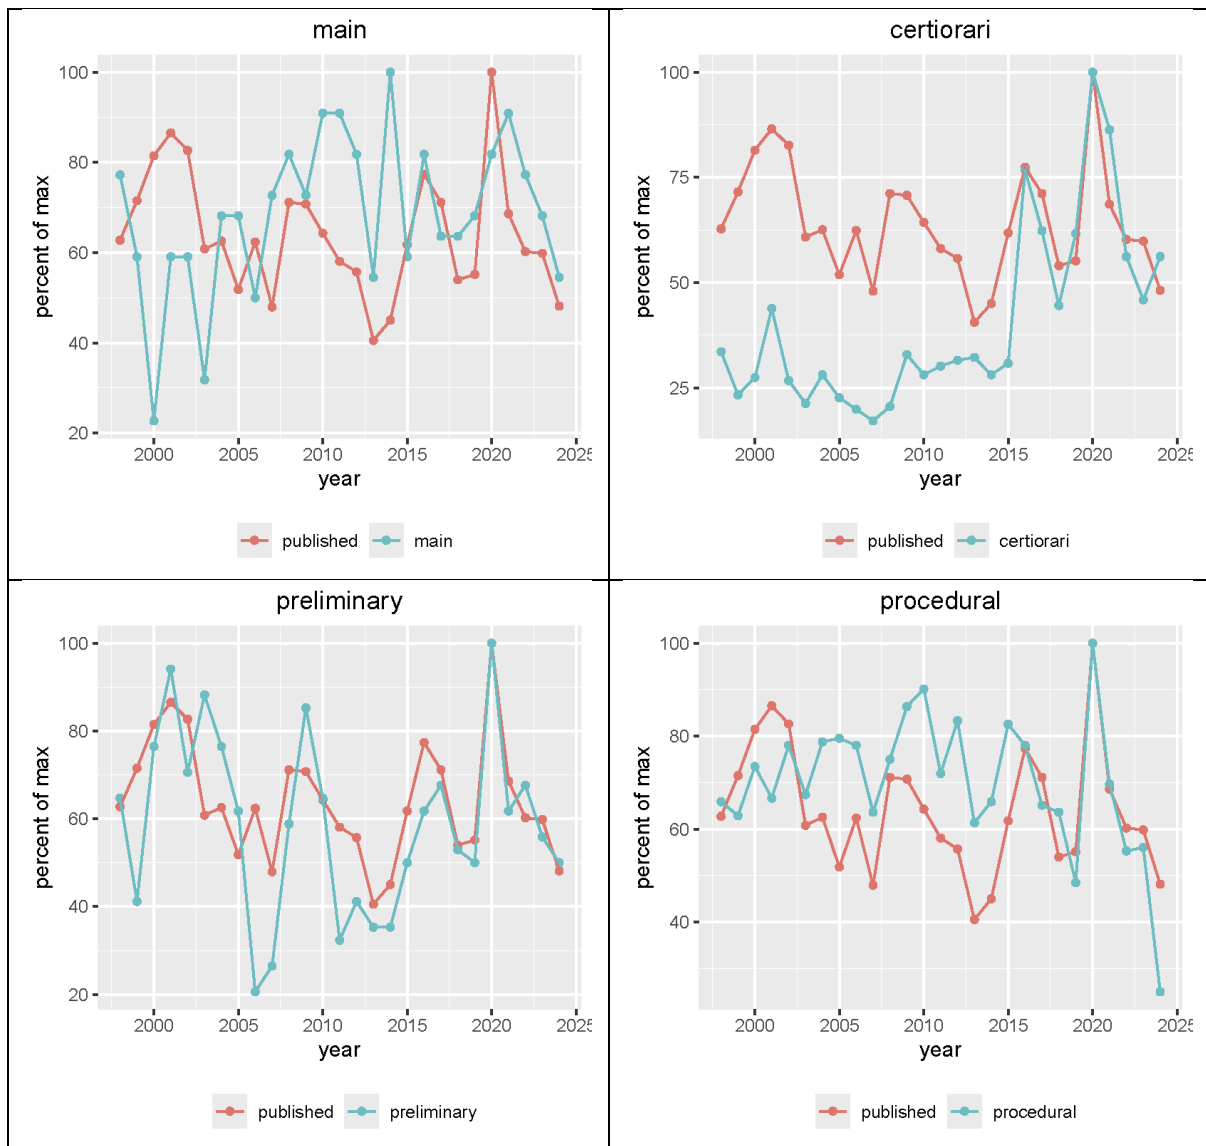 main
percent of max
100
80
60
40
20
2000 2005 2010 2015 2020 2025
year
published main
certiorari
percent of max
100
75
50
25
2000 2005 2010 2015 2020 2025
year
published certiorari
preliminary
percent of max
100
80
60
40
20
2000 2005 2010 2015 2020 2025
year
published preliminary
procedural
percent of max
100
80
60
40
2000 2005 2010 2015 2020 2025
year
published procedural